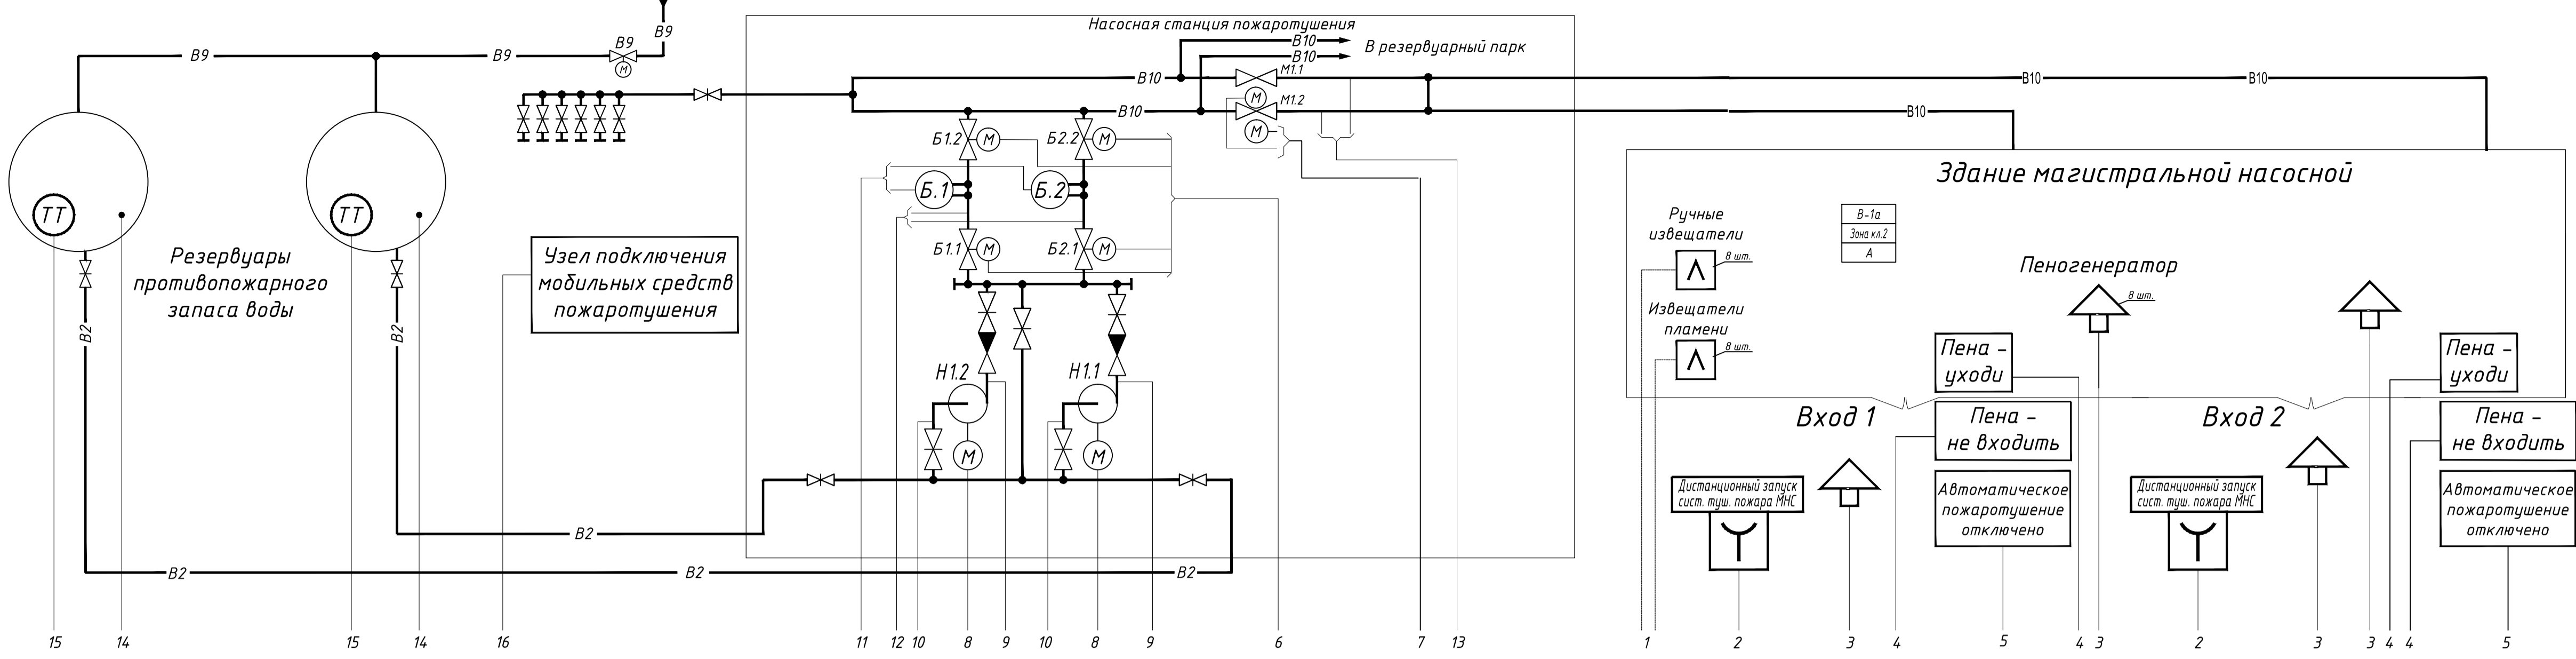 В9
В9
В9
В9
М
Насосная станция пожаротушения
В10
В10
В резервуарный парк
В10
М1.1
В10
М1.2
М
М
В10
В10
В10
Б1.2
М
Б2.2
М
Б.1
Б.2
Б1.1
М
Б2.1
М
ТТ
ТТ
Резервуары
противопожарного
запаса воды
Узел подключения
мобильных средств
пожаротушения
В2
В2
Н1.2
Н1.1
М
М
В2
В2
В2
В2
Здание магистральной насосной
Ручные
извещатели
8 шт.
В-1а
Зона кл.2
А
Извещатели
пламени
8 шт.
Пеногенератор
8 шт.
Пена -
уходи
Пена -
уходи
Вход 1
Пена -
не входить
Вход 2
Пена -
не входить
Дистанционный запуск
сист. туш. пожара МНС
Автоматическое
пожаротушение
отключено
Дистанционный запуск
сист. туш. пожара МНС
Автоматическое
пожаротушение
отключено
15 14 15 14 16 11 12 10 8 9 10 8 9 6 7 13 1 2 3 4 5 4 3 2 3 3 4 4 5